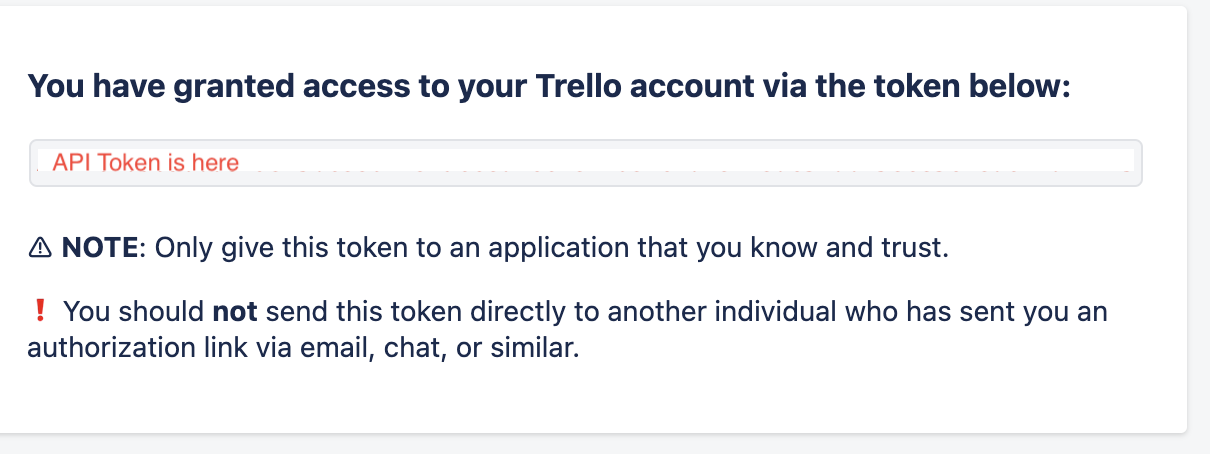 You have granted access to your Trello account via the token below:
API Token is here
⚠ NOTE: Only give this token to an application that you know and trust.
❗ You should not send this token directly to another individual who has sent you an
authorization link via email, chat, or similar.